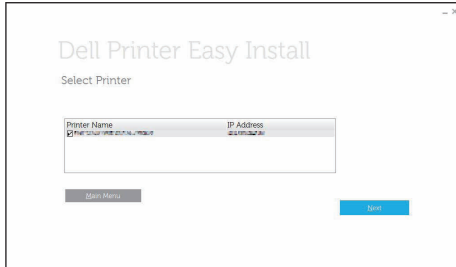 Dell Printer Easy Install
Select Printer
Printer Name IP Address
Main Menu
Next